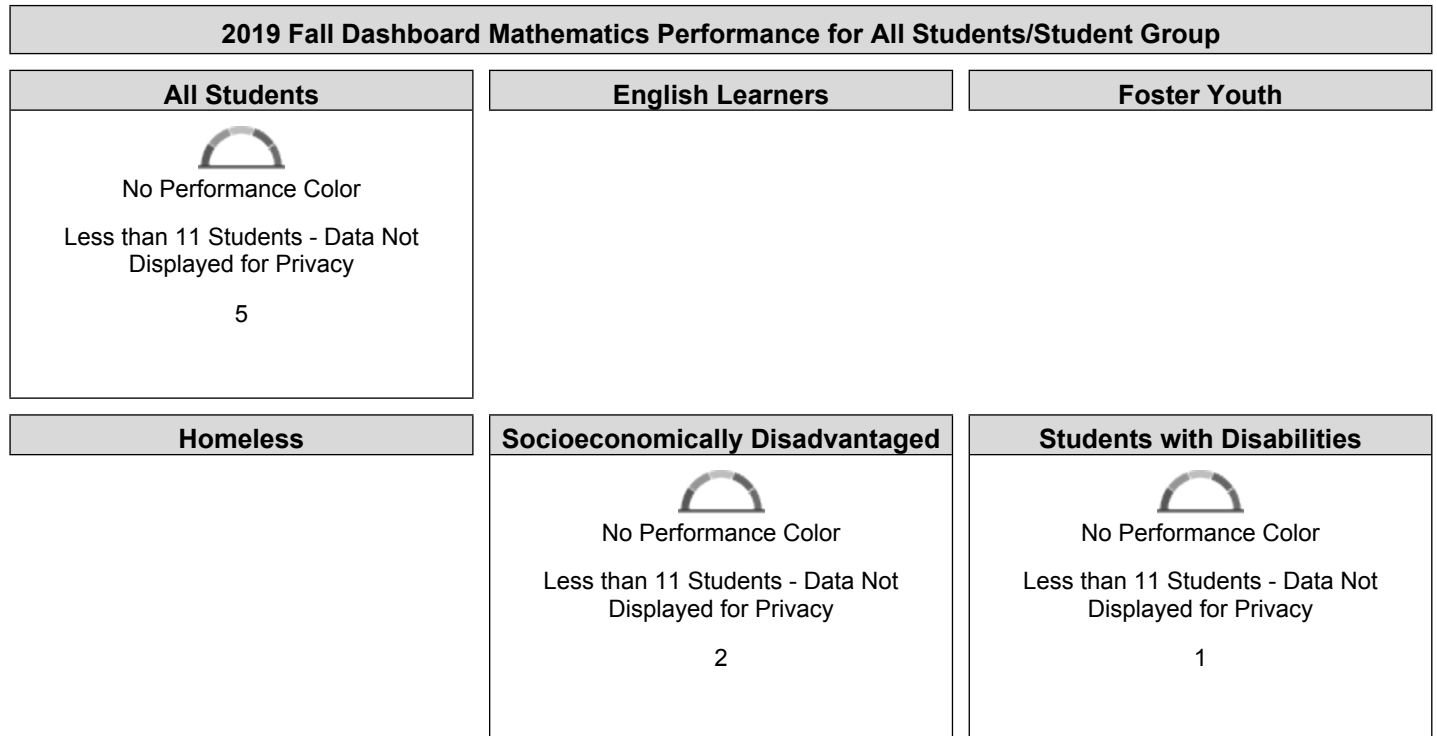 2019 Fall Dashboard Mathematics Performance for All Students/Student Group
All Students
English Learners
Foster Youth
No Performance Color
Less than 11 Students - Data Not
Displayed for Privacy
5
Homeless
Socioeconomically Disadvantaged
Students with Disabilities
No Performance Color
Less than 11 Students - Data Not
Displayed for Privacy
2
No Performance Color
Less than 11 Students - Data Not
Displayed for Privacy
1